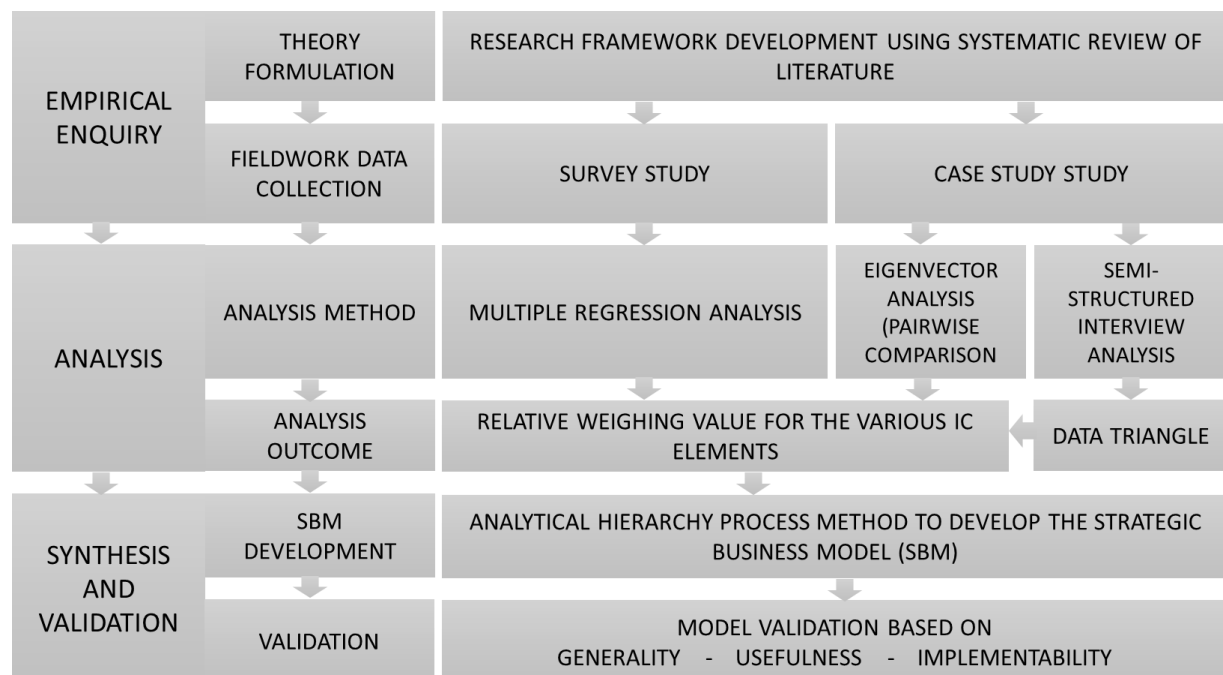 EMPIRICAL
ENQUIRY
THEORY
FORMULATION
RESEARCH FRAMEWORK DEVELOPMENT USING SYSTEMATIC REVIEW OF
LITERATURE
FIELDWORK DATA
COLLECTION
SURVEY STUDY
CASE STUDY STUDY
ANALYSIS
ANALYSIS METHOD
MULTIPLE REGRESSION ANALYSIS
EIGENVECTOR
ANALYSIS
(PAIRWISE
COMPARISON
SEMI-
STRUCTURED
INTERVIEW
ANALYSIS
ANALYSIS
OUTCOME
RELATIVE WEIGHING VALUE FOR THE VARIOUS IC
ELEMENTS
DATA TRIANGLE
SYNTHESIS
AND
VALIDATION
SBM
DEVELOPMENT
ANALYTICAL HIERARCHY PROCESS METHOD TO DEVELOP THE STRATEGIC
BUSINESS MODEL (SBM)
VALIDATION
MODEL VALIDATION BASED ON
GENERALITY - USEFULNESS - IMPLEMENTABILITY